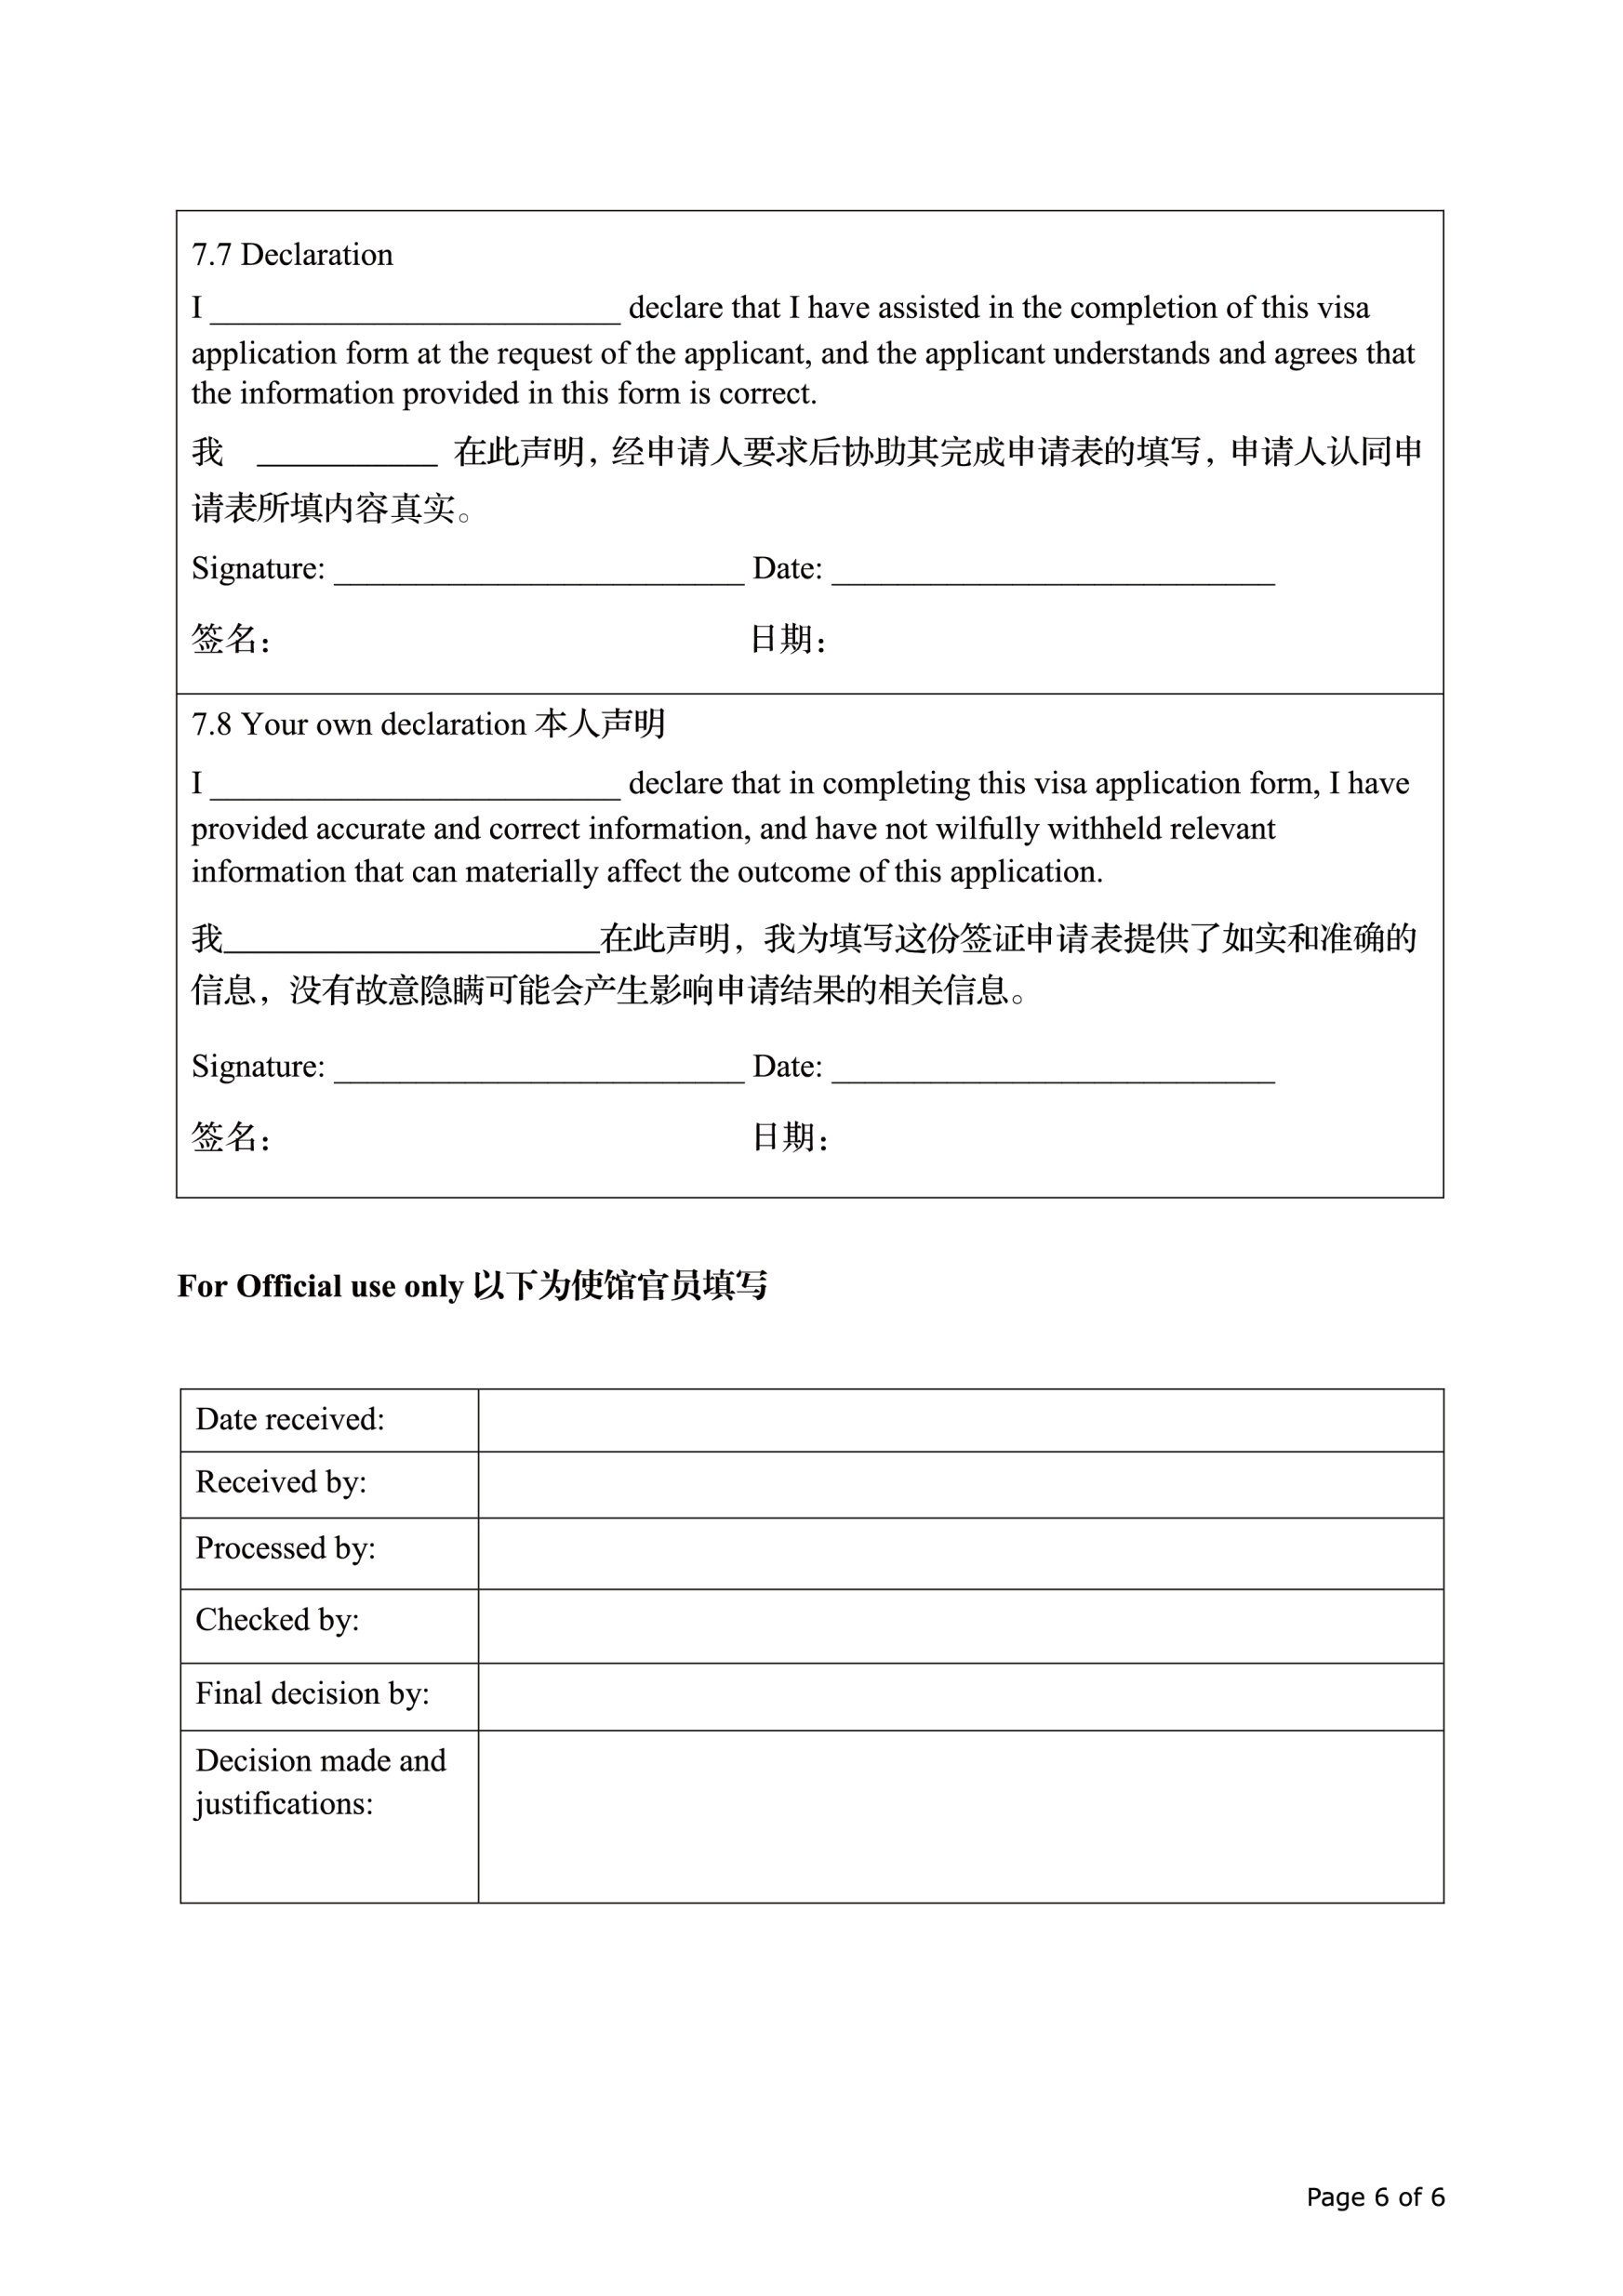 7.7 Declaration
I _________________________ declare that I have assisted in the completion of this visa
application form at the request of the applicant, and the applicant understands and agrees that
the information provided in this form is correct.
我 ___________ 在此声明，经申请人要求后协助其完成申请表的填写，申请人认同申
请表所填内容真实。
Signature: _________________________ Date: ___________________________
签名： 日期：
7.8 Your own declaration 本人声明
I _________________________ declare that in completing this visa application form, I have
provided accurate and correct information, and have not wilfully withheld relevant
information that can materially affect the outcome of this application.
我_______________________在此声明，我为填写这份签证申请表提供了如实和准确的
信息，没有故意隐瞒可能会产生影响申请结果的相关信息。
Signature: _________________________ Date: ___________________________
签名： 日期：
For Official use only 以下为使馆官员填写
Date received:
Received by:
Processed by:
Checked by:
Final decision by:
Decision made and
justifications:
Page 6 of 6